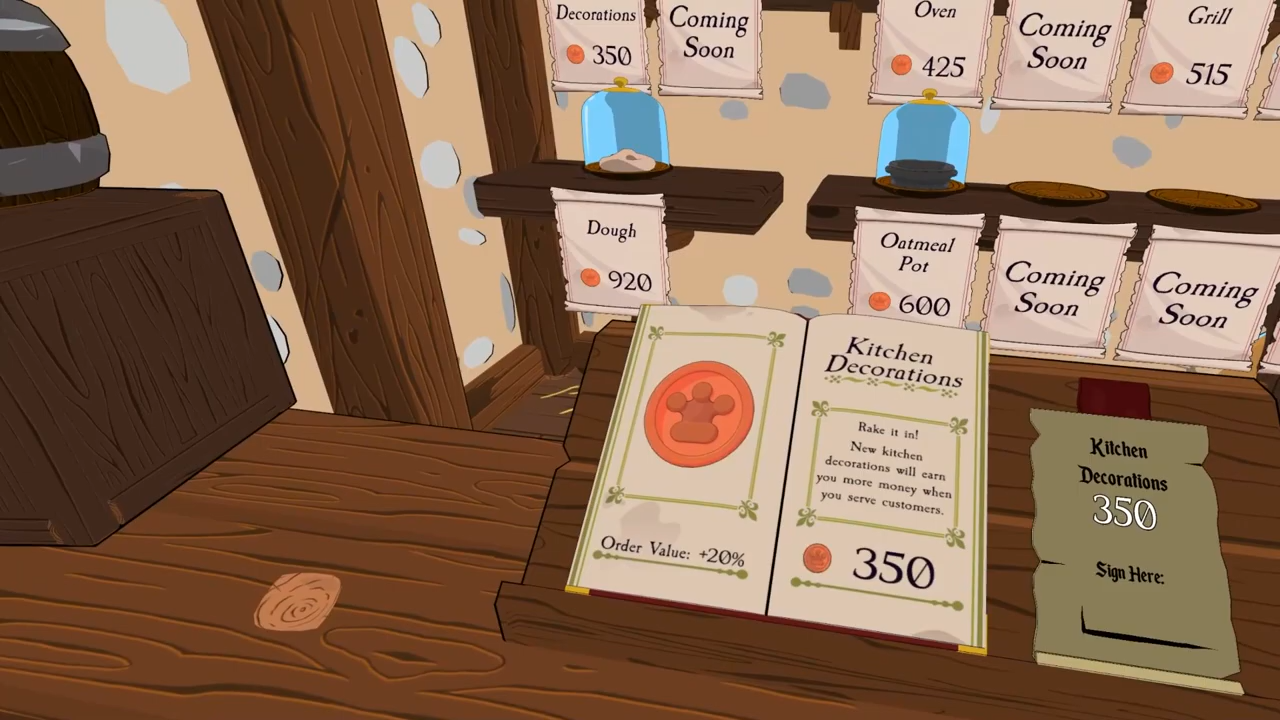 Decorations
350
Coming
Soon
Oven
425
Coming
Soon
Grill
515
Dough
920
Oatmeal
Pot
600
Coming
Soon
Coming
Soon
Order Value: +20%
Kitchen
Decorations
Rake it in!
New kitchen
decorations will earn
you more money when
you serve customers.
350
Kitchen
Decorations
350
Sign Here: